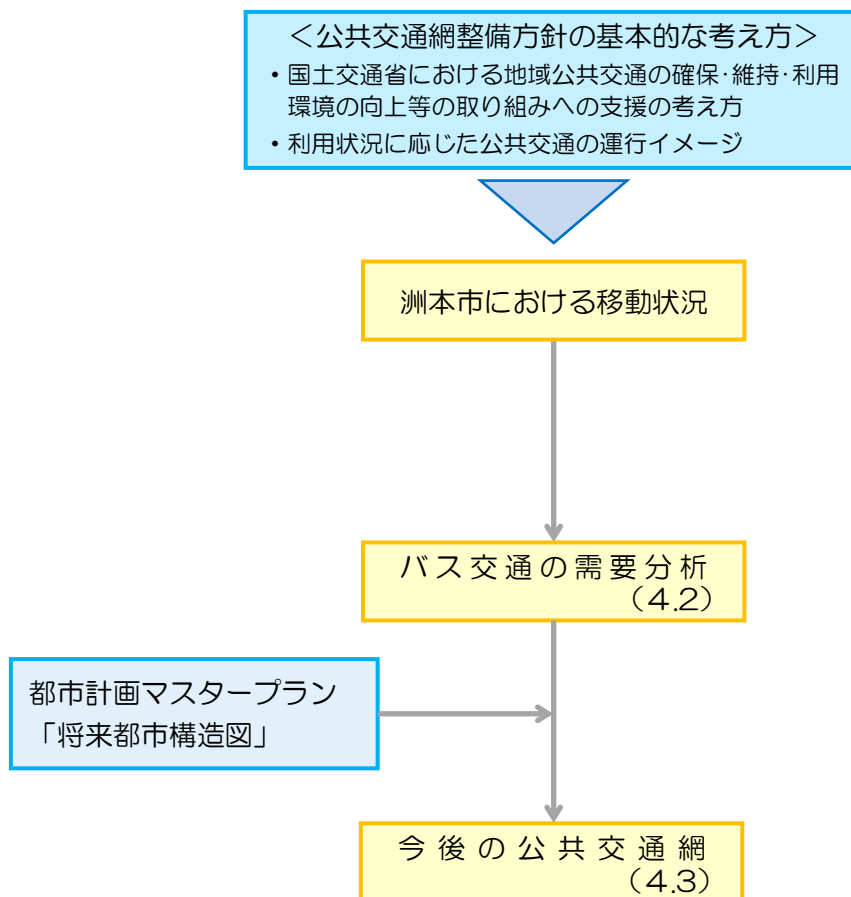 ＜公共交通網整備方針の基本的な考え方＞
・国土交通省における地域公共交通の確保･維持･利用
環境の向上等の取り組みへの支援の考え方
・利用状況に応じた公共交通の運行イメージ
洲本市における移動状況
バス交通の需要分析
（4.2）
都市計画マスタープラン
「将来都市構造図」
今後の公共交通網
（4.3）